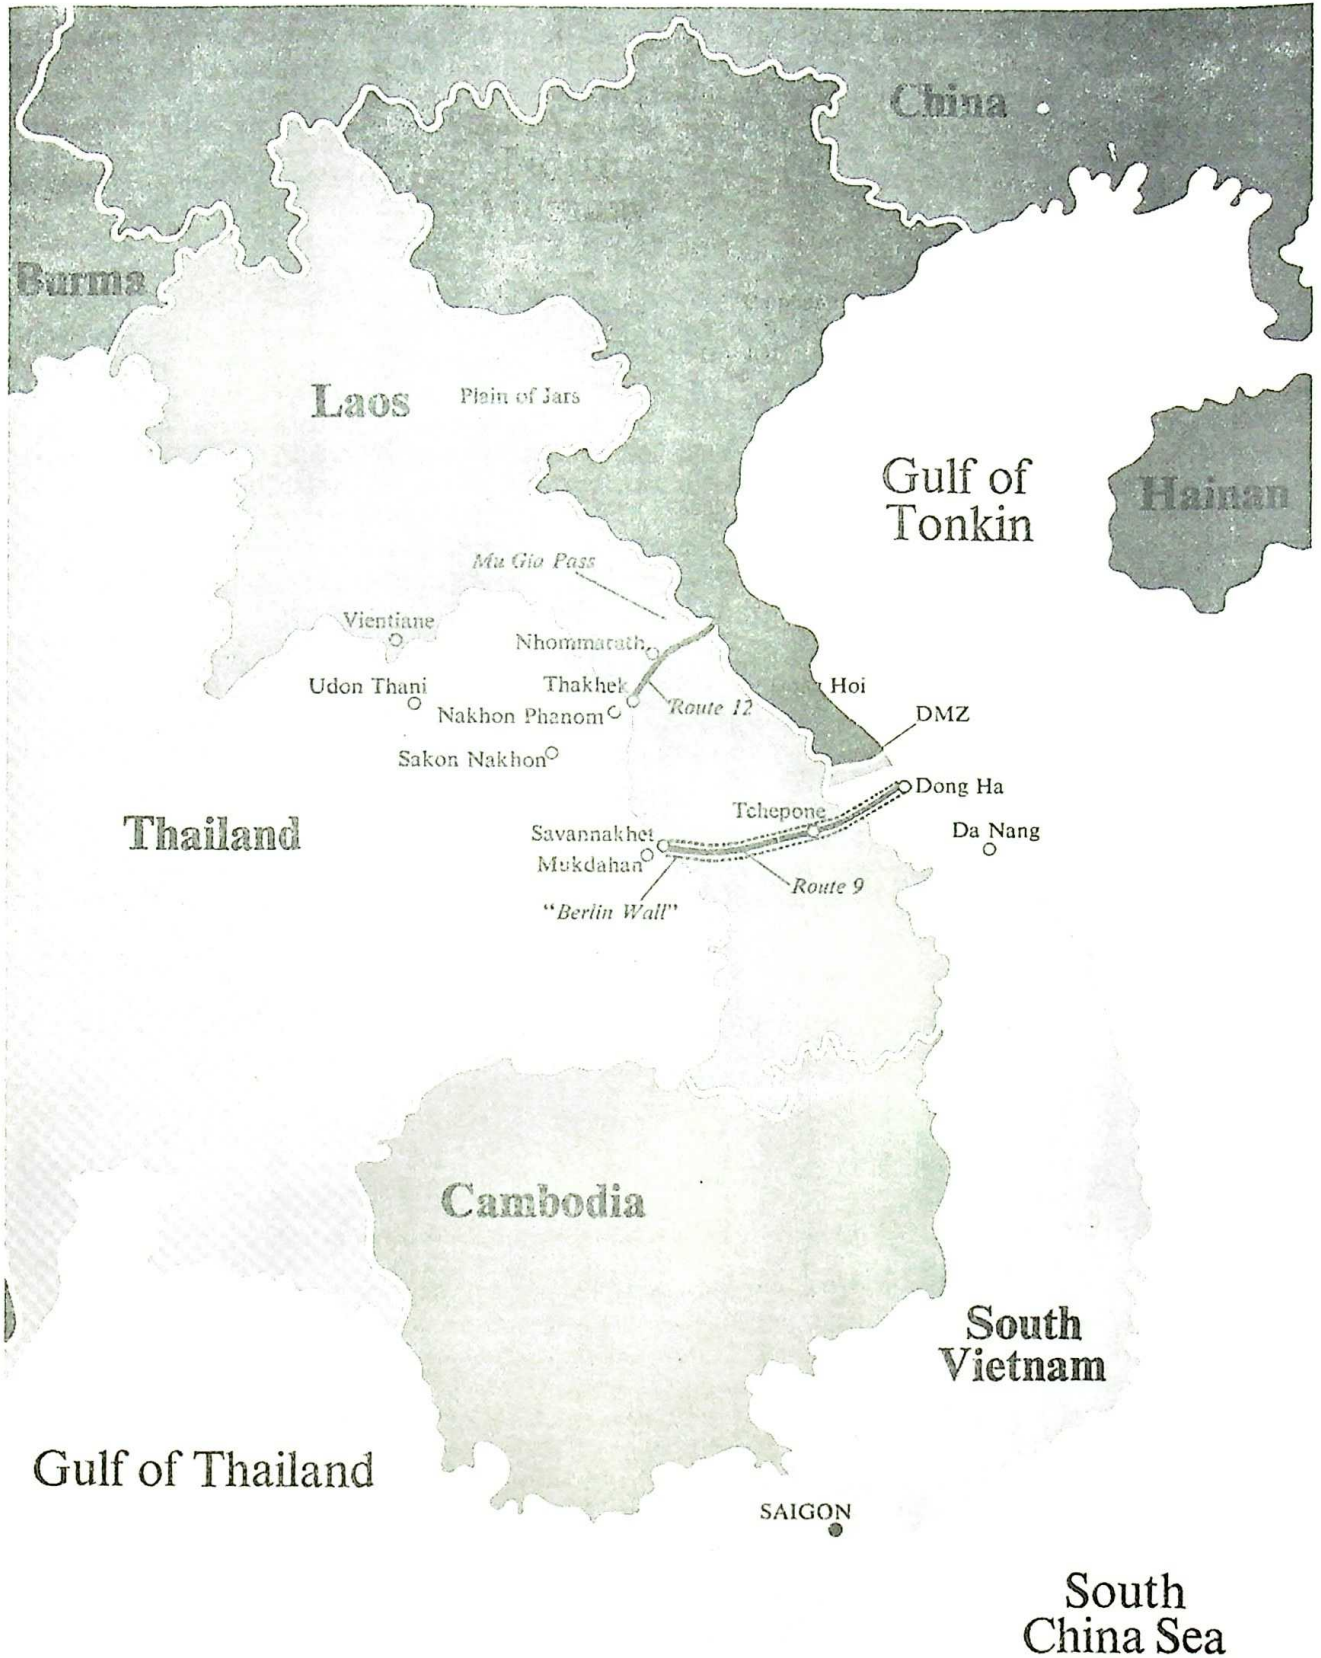 China
Burma
Laos
Plain of Jars
Gulf of
Tonkin
Hainan
Mu Gia Pass
Vientiane
Nhommarath
Udon Thani
Thakhek
Route 12
Hoi
Nakhon Phanom
DMZ
Sakon Nakhon
Dong Ha
Tchepone
Thailand
Savannakhet
Da Nang
Mukdahan
Route 9
"Berlin Wall"
Cambodia
South
Vietnam
Gulf of Thailand
SAIGON
South
China Sea